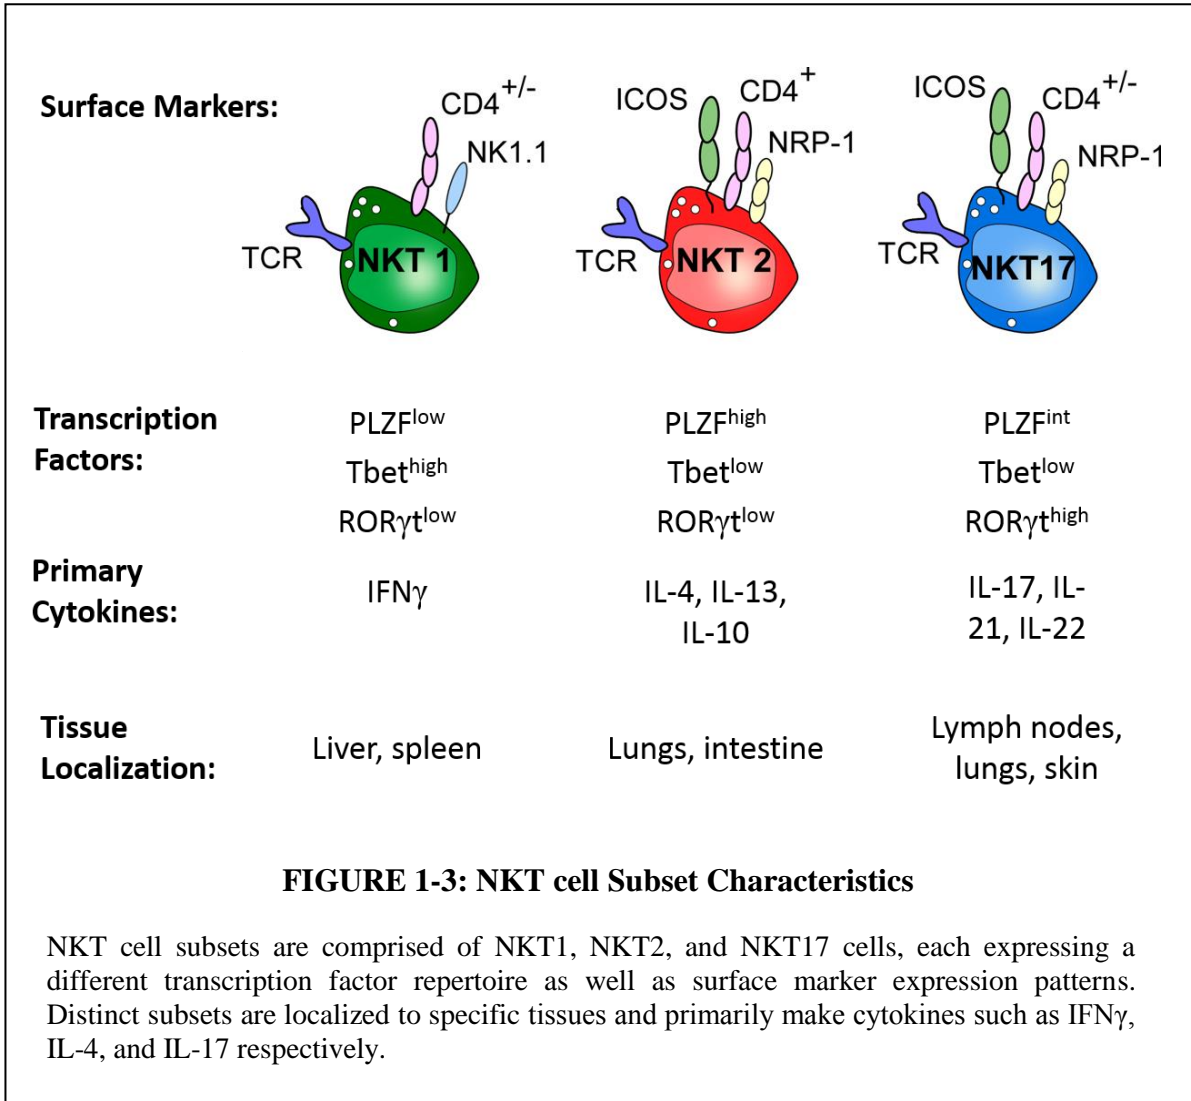 Surface Markers:
CD4+/-
NK1.1
TCR
NKT 1
ICOS
CD4+
NRP-1
TCR
NKT 2
ICOS
CD4+/-
NRP-1
TCR
NKT17
Transcription
Factors:
PLZFlow
PLZFhigh
PLZFint
Tbethigh
Tbetlow
Tbetlow
RORγtlow
RORγtlow
RORγthigh
Primary
Cytokines:
IFNγ
IL-4, IL-13,
IL-10
IL-17, IL-
21, IL-22
Tissue
Localization:
Liver, spleen
Lungs, intestine
Lymph nodes,
lungs, skin
FIGURE 1-3: NKT cell Subset Characteristics
NKT cell subsets are comprised of NKT1, NKT2, and NKT17 cells, each expressing a
different transcription factor repertoire as well as surface marker expression patterns.
Distinct subsets are localized to specific tissues and primarily make cytokines such as IFNγ,
IL-4, and IL-17 respectively.